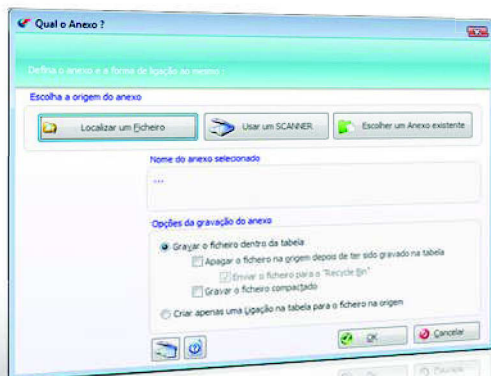 Qual o Anexo ?
Defina o anexo e a forma de ligação ao mesmo :
Escolha a origem do anexo
Localizar um Ficheiro
Usar um SCANNER
Escolher um Anexo existente
Nome do anexo selecionado
...
Opções da gravação do anexo
Gravar o ficheiro dentro da tabela
Apagar o ficheiro na origem depois de ter sido gravado na tabela
Enviar o ficheiro para o "Recycle Bin"
Gravar o ficheiro compactado
Criar apenas uma Ligação na tabela para o ficheiro na origem
OK
Cancelar